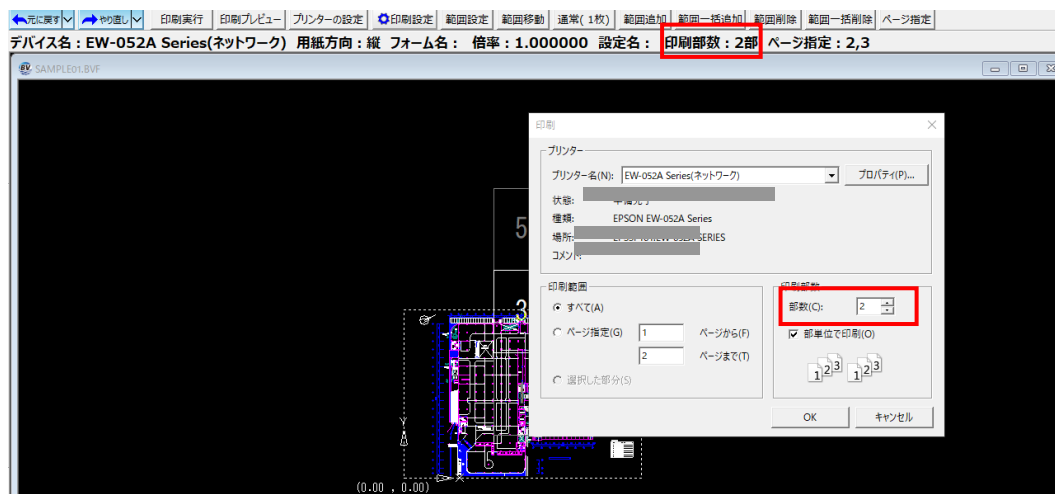 元に戻す やり直し 印刷実行 印刷プレビュー プリンターの設定 印刷設定 範囲設定 範囲移動 通常( 1枚) 範囲追加 範囲一括追加 範囲削除 範囲一括削除 ページ指定
デバイス名：EW-052A Series(ネットワーク) 用紙方向：縦 フォーム名： 倍率：1.000000 設定名： 印刷部数：2部 ページ指定：2,3
SAMPLE01.BVF
印刷
プリンター
プリンター名(N): EW-052A Series(ネットワーク) プロパティ(P)...
状態:
種類: EPSON EW-052A Series
場所: SERIES
コメント:
印刷範囲 印刷部数
すべて(A) 部数(C): 2
ページ指定(G) 1 ページから(F) 部単位で印刷(O)
2 ページまで(T)
1 2 3 1 2 3
選択した部分(S)
OK キャンセル
5
3
Y
X
(0.00 , 0.00)